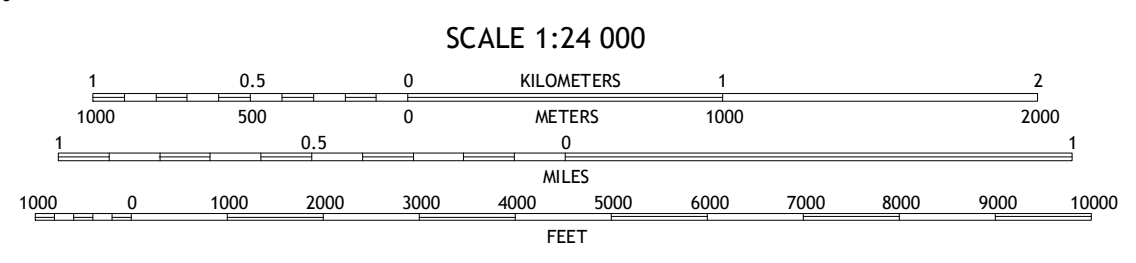 SCALE 1:24 000
1 0.5 0 KILOMETERS 1 2
1000 500 0 METERS 1000 2000
1 0.5 0 1
MILES
1000 0 1000 2000 3000 4000 5000 6000 7000 8000 9000 10000
FEET